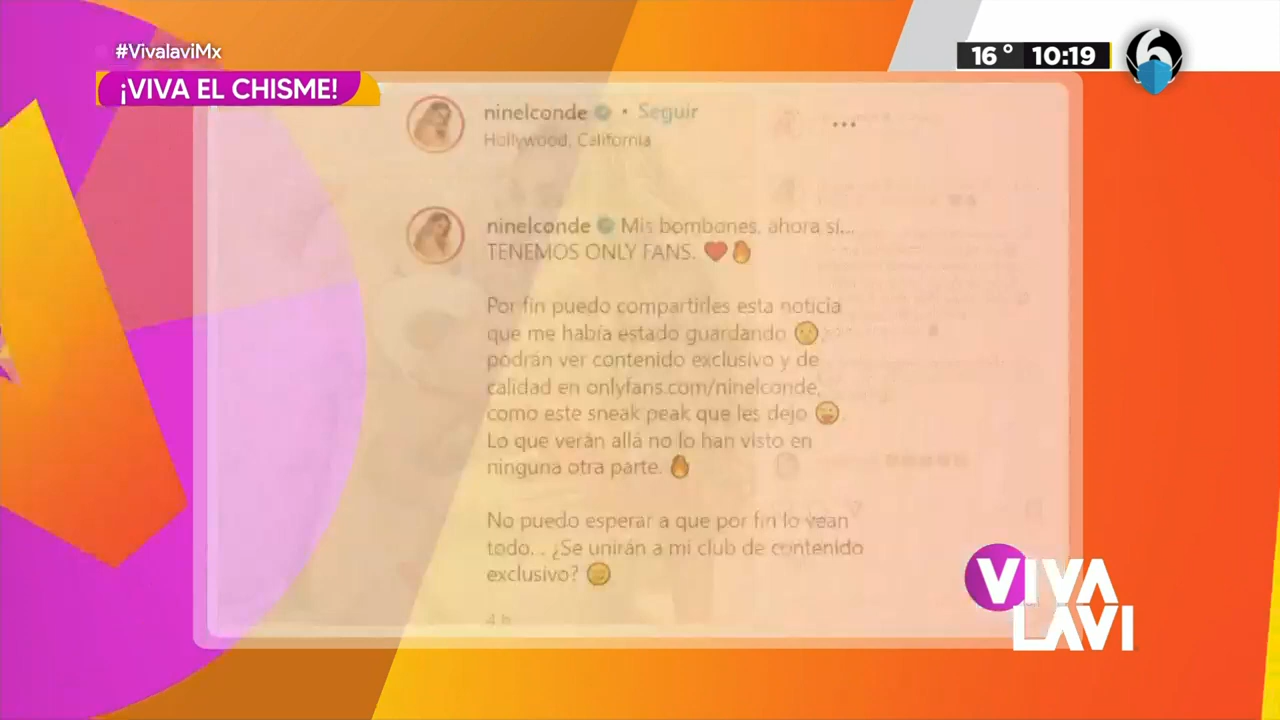 #VivalaviMx
¡VIVA EL CHISME!
16° 10:19
6
ninelconde • Seguir
Hollywood, California
ninelconde Mis bombones, ahora sí...
TENEMOS ONLY FANS. ❤️🔥
Por fin puedo compartirles esta noticia
que me había estado guardando
podrán ver contenido exclusivo y de
calidad en onlyfans.com/ninelconde,
como este sneak peak que les dejo
Lo que verán allá no lo han visto en
ninguna otra parte. 🔥
No puedo esperar a que por fin lo vean
todo. . ¿Se unirán a mi club de contenido
exclusivo?
4 h
VIVA
LAVI